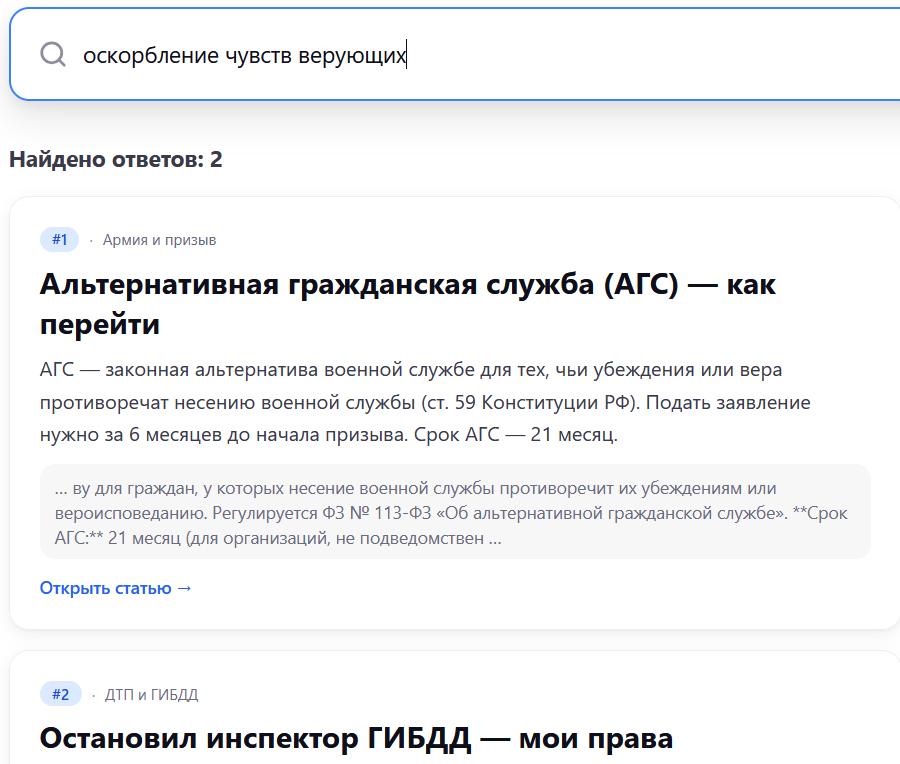 оскорбление чувств верующих
Найдено ответов: 2
#1 · Армия и призыв
Альтернативная гражданская служба (АГС) — как
перейти
АГС — законная альтернатива военной службе для тех, чьи убеждения или вера
противоречат несению военной службы (ст. 59 Конституции РФ). Подать заявление
нужно за 6 месяцев до начала призыва. Срок АГС — 21 месяц.
... ву для граждан, у которых несение военной службы противоречит их убеждениям или
вероисповеданию. Регулируется ФЗ № 113-ФЗ «Об альтернативной гражданской службе». **Срок
АГС:** 21 месяц (для организаций, не подведомствен ...
Открыть статью →
#2 · ДТП и ГИБДД
Остановил инспектор ГИБДД — мои права